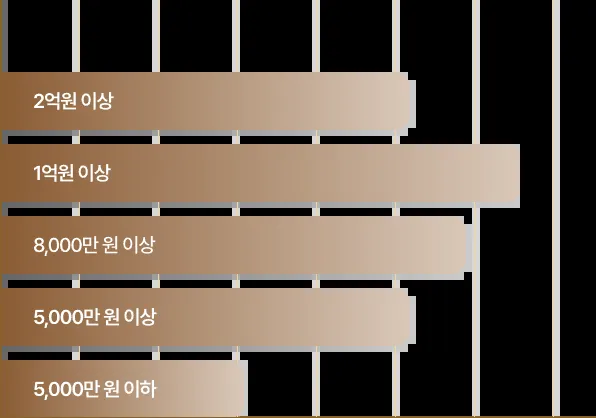 2억원 이상
1억원 이상
8,000만 원 이상
5,000만 원 이상
5,000만 원 이하